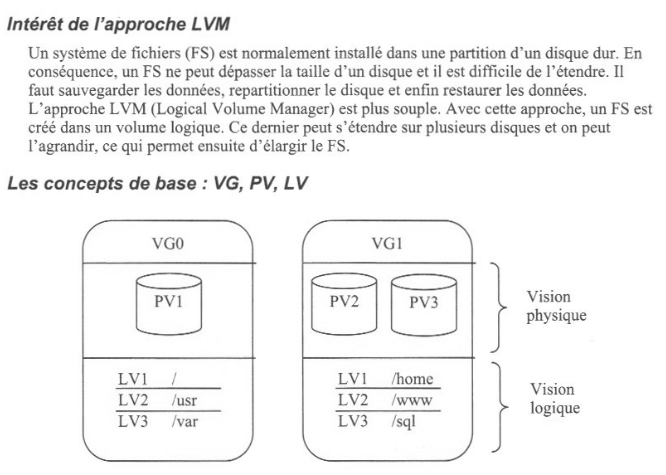 Intérêt de l'approche LVM
Un système de fichiers (FS) est normalement installé dans une partition d'un disque dur. En
conséquence, un FS ne peut dépasser la taille d'un disque et il est difficile de l'étendre. Il
faut sauvegarder les données, repartitionner le disque et enfin restaurer les données.
L'approche LVM (Logical Volume Manager) est plus souple. Avec cette approche, un FS est
créé dans un volume logique. Ce dernier peut s'étendre sur plusieurs disques et on peut
l'agrandir, ce qui permet ensuite d'élargir le FS.
Les concepts de base : VG, PV, LV
VG0
PV1
LV1 /
LV2 /usr
LV3 /var
VG1
PV2 PV3
LV1 /home
LV2 /www
LV3 /sql
Vision
physique
Vision
logique